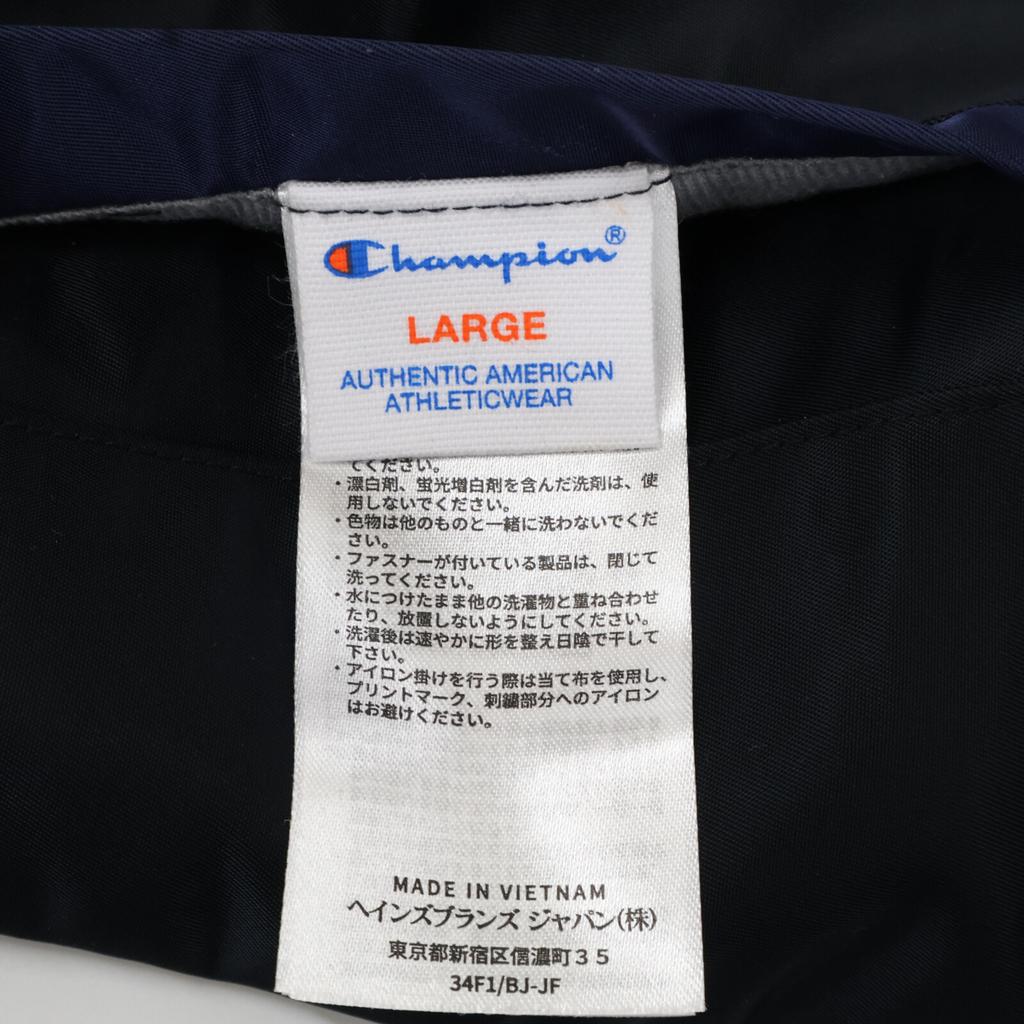 Champion®
LARGE
AUTHENTIC AMERICAN
ATHLETICWEAR
てください。
・漂白剤、蛍光増白剤を含んだ洗剤は、使
用しないでください。
・色物は他のものと一緒に洗わないでくだ
さい。
・ファスナーが付いている製品は、閉じて
洗ってください。
・水につけたまま他の洗濯物と重ね合わせ
たり、放置しないようにしてください。
・洗濯後は速やかに形を整え日陰で干して
下さい。
・アイロン掛けを行う際は当て布を使用し、
プリントマーク、刺繍部分へのアイロン
はお避けください。
MADE IN VIETNAM
ヘインズブランズ ジャパン(株)
東京都新宿区信濃町35
34F1/BJ-JF